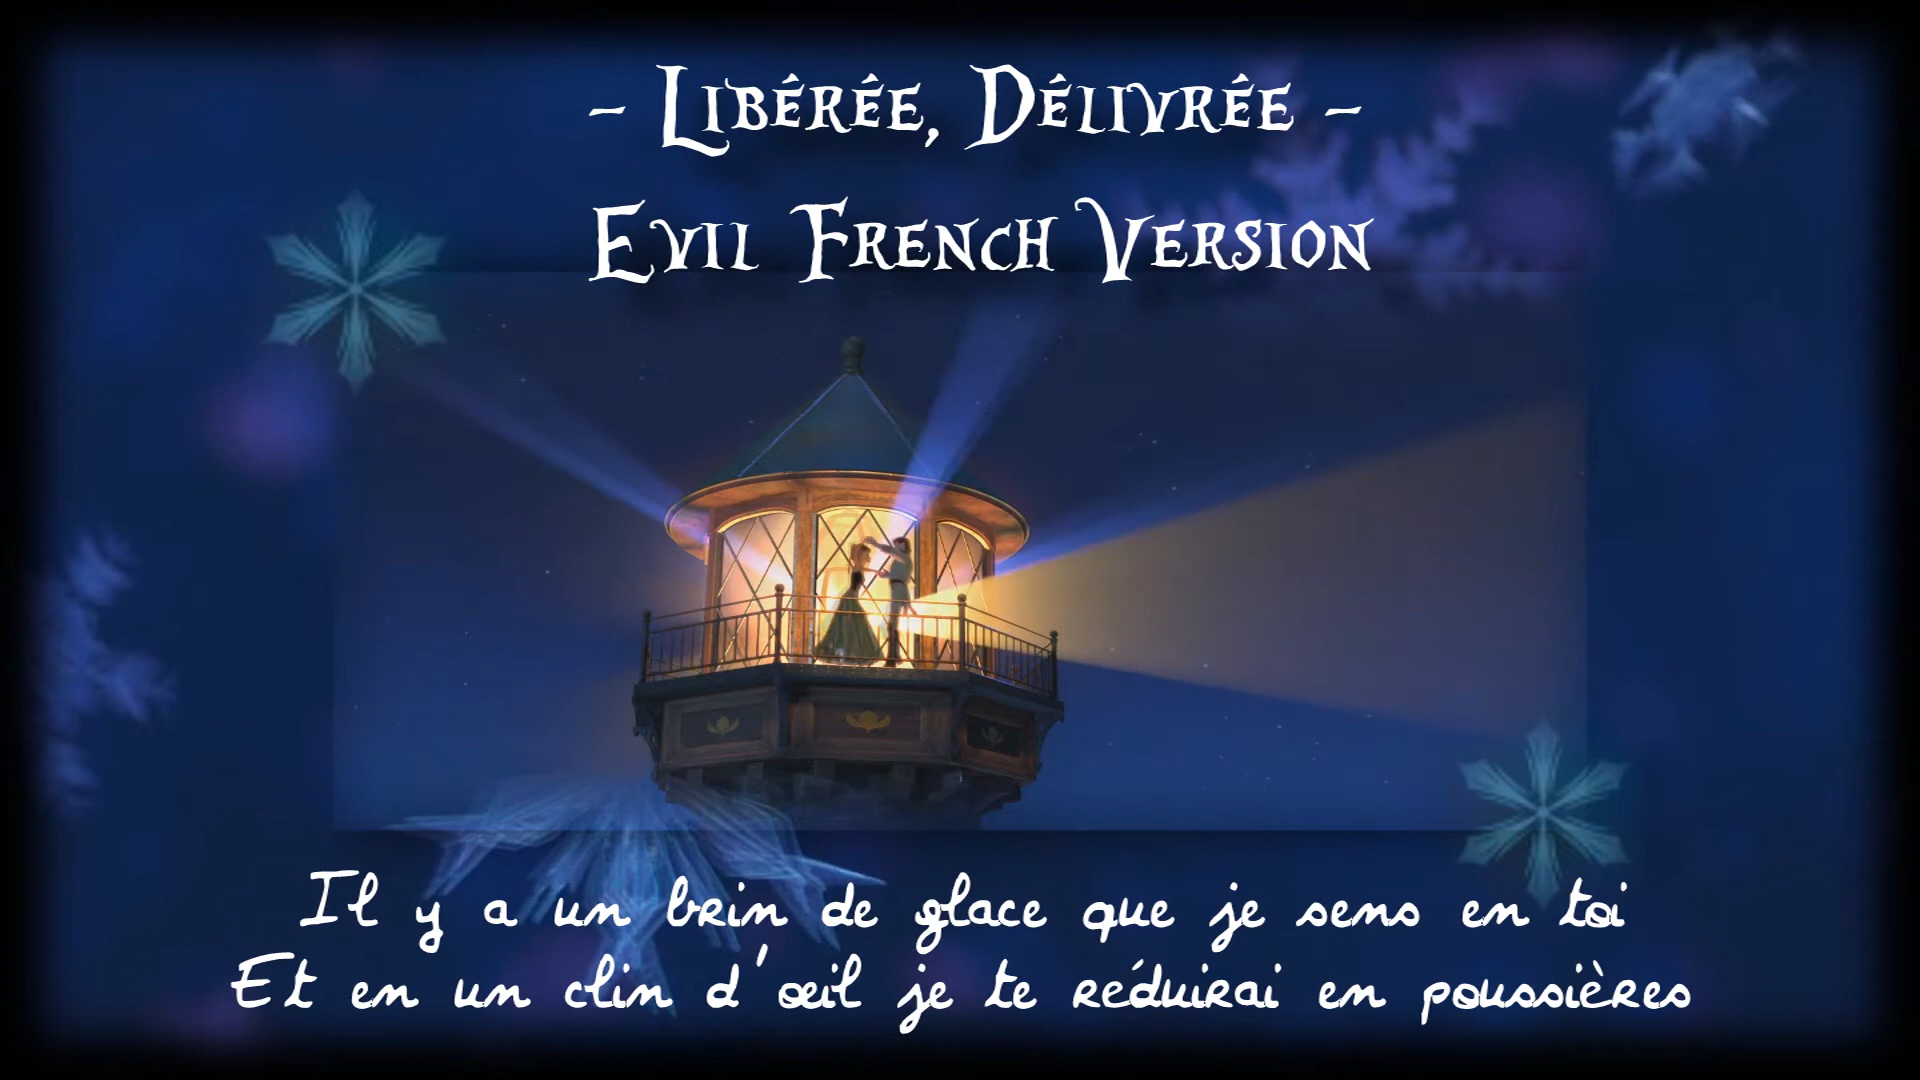 - Libérée, Délivrée -
Evil French Version
Il y a un brin de glace que je sens en toi
Et en un clin d'œil je te réduirai en poussières